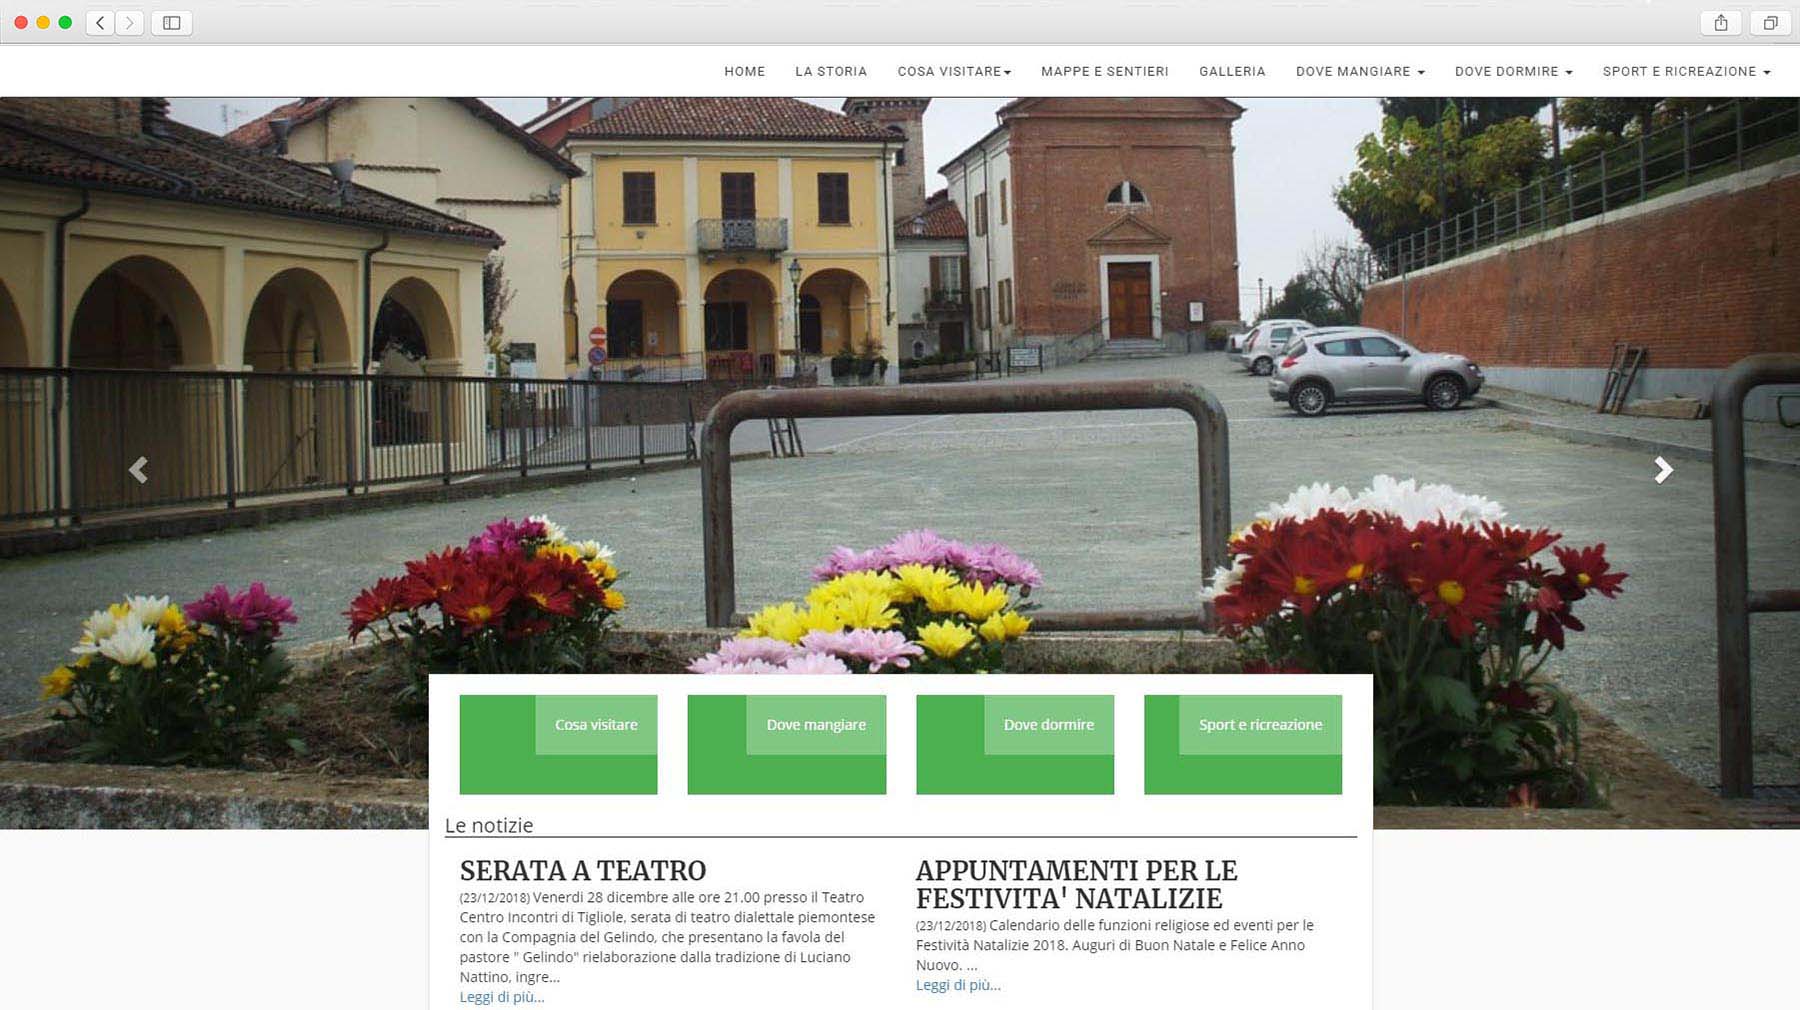 HOME LA STORIA COSA VISITARE MAPPE E SENTIERI GALLERIA DOVE MANGIARE DOVE DORMIRE SPORT E RICREAZIONE
Cosa visitare
Dove mangiare
Dove dormire
Sport e ricreazione
Le notizie
SERATA A TEATRO
(23/12/2018) Venerdi 28 dicembre alle ore 21.00 presso il Teatro
Centro Incontri di Tigliole, serata di teatro dialettale piemontese
con la Compagnia del Gelindo, che presentano la favola del
pastore " Gelindo" rielaborazione dalla tradizione di Luciano
Nattino, ingre...
Leggi di più...
APPUNTAMENTI PER LE
FESTIVITA' NATALIZIE
(23/12/2018) Calendario delle funzioni religiose ed eventi per le
Festività Natalizie 2018. Auguri di Buon Natale e Felice Anno
Nuovo. ...
Leggi di più...